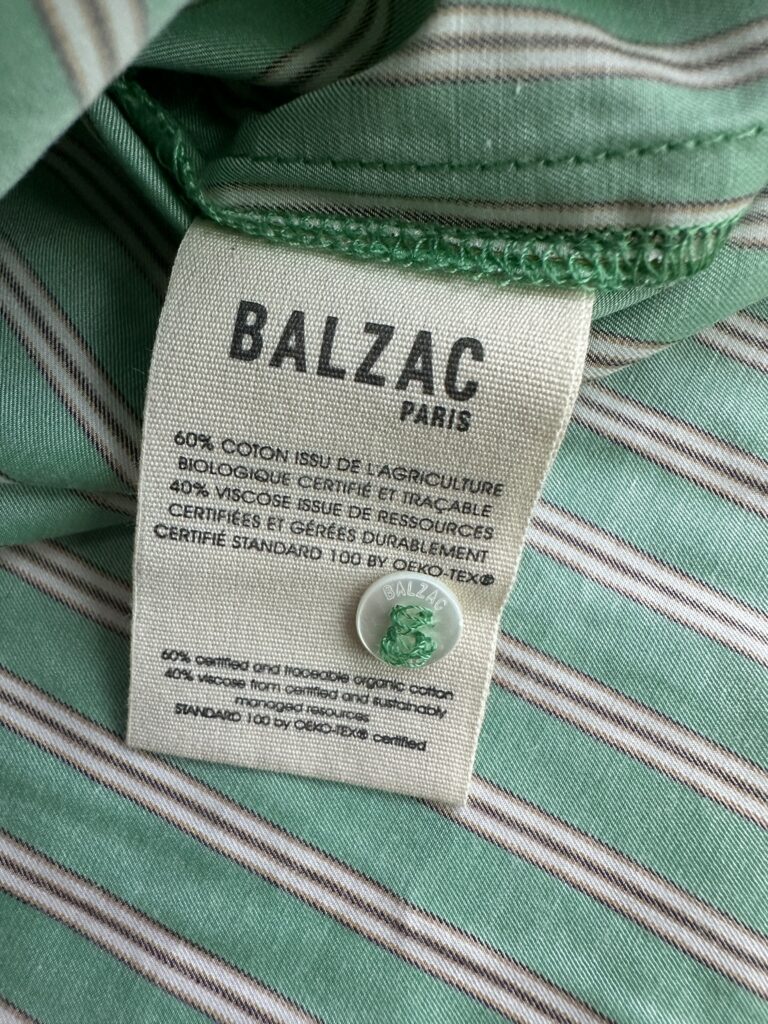 BALZAC
PARIS
60% COTON ISSU DE L'AGRICULTURE
BIOLOGIQUE CERTIFIÉ ET TRAÇABLE
40% VISCOSE ISSUE DE RESSOURCES
CERTIFIÉES ET GÉRÉES DURABLEMENT
CERTIFIÉ STANDARD 100 BY OEKO-TEX®
BALZAC
60% certified and traceable organic cotton
40% viscose from certified and sustainably
managed resources
STANDARD 100 by OEKO-TEX® certified